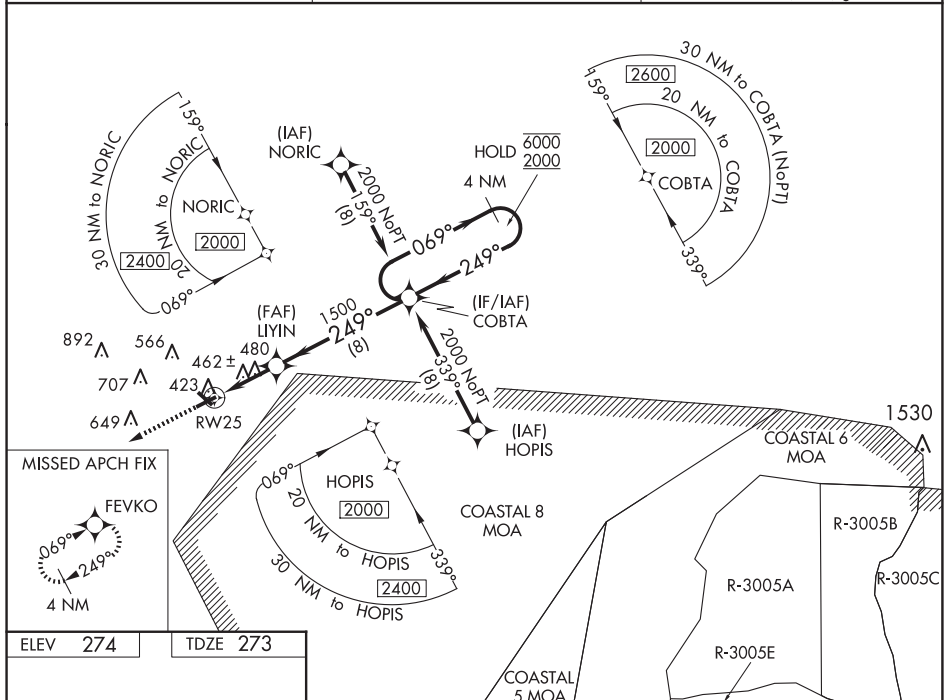 30 NM to COBTA (NoPT)
2600
20 NM to COBTA
159°
2000
COBTA
339°
159°
30 NM to NORIC
20 NM to NORIC
NORIC
2000
2400
069°
(IAF)
NORIC
2000 NoPT
159°
(8)
HOLD 6000
2000
4 NM
069°
249°
(IF/IAF)
COBTA
(FAF)
LIYIN
1500
249°
(8)
892
566
462 ±
480
707
423
649
RW25
2000 NoPT
339°
(8)
(IAF)
HOPIS
1530
COASTAL 6
MOA
MISSED APCH FIX
FEVKO
069°
249°
4 NM
069°
HOPIS
2000
20 NM to HOPIS
339°
2400
30 NM to HOPIS
COASTAL 8
MOA
R-3005B
R-3005A
R-3005C
R-3005E
COASTAL
5 MOA
ELEV 274
TDZE 273